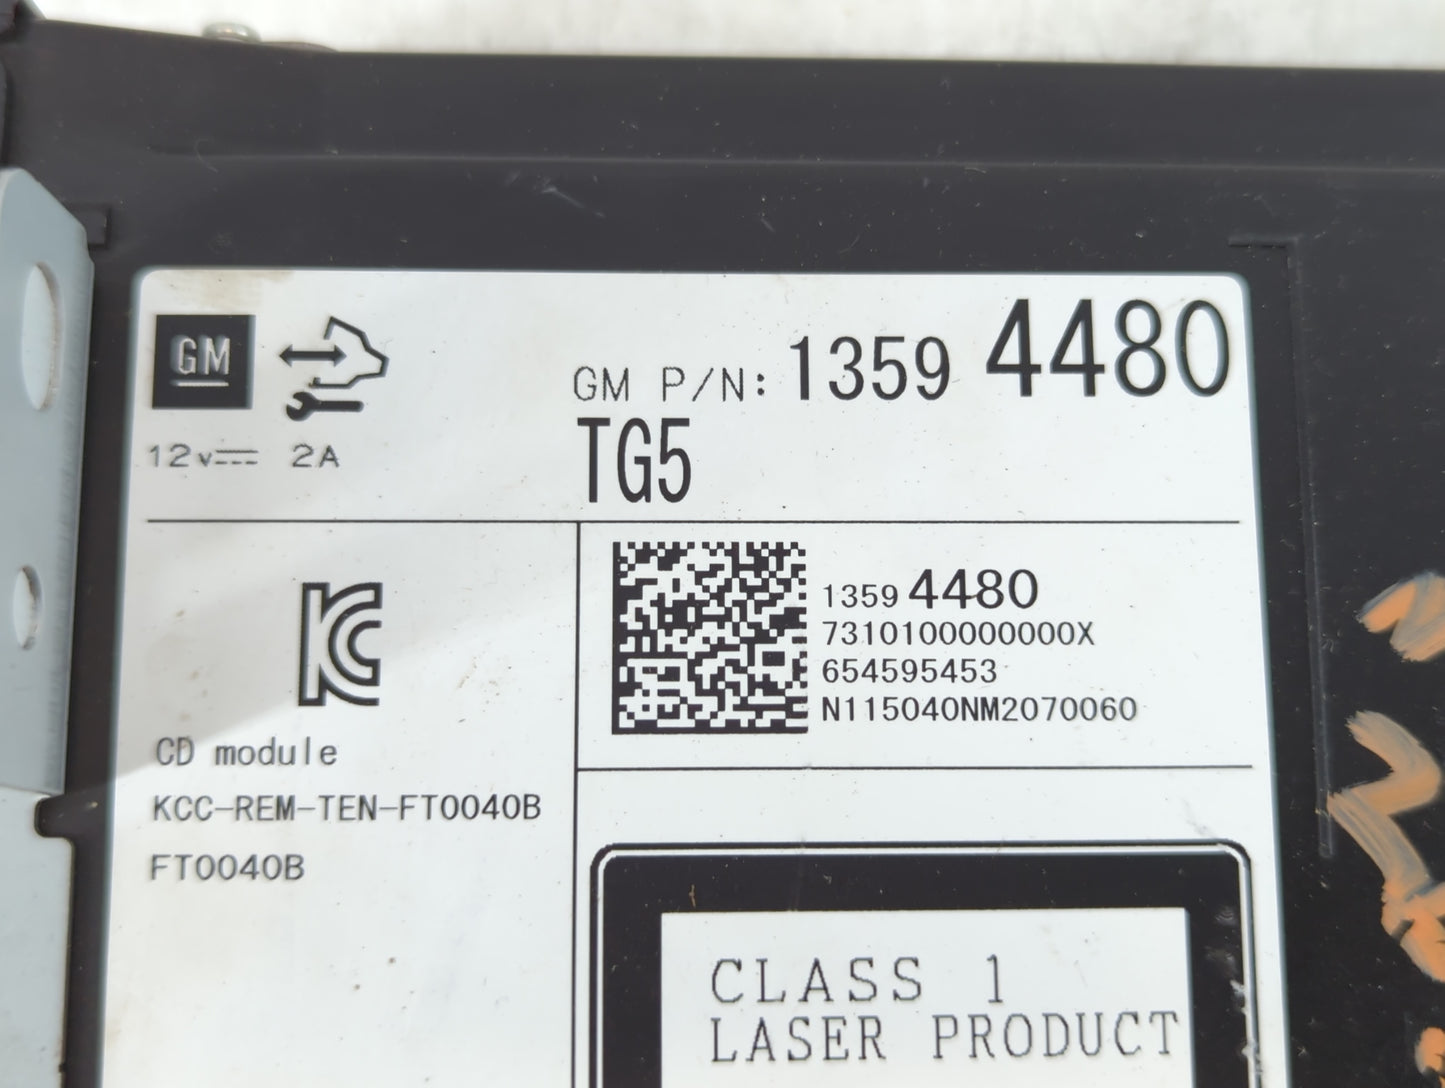 GM
12v 2A
GM P/N: 1359 4480
TG5
1359 4480
7310100000000X
654595453
N115040NM2070060
KC
CD module
KCC-REM-TEN-FT0040B
FT0040B
CLASS 1
LASER PRODUCT